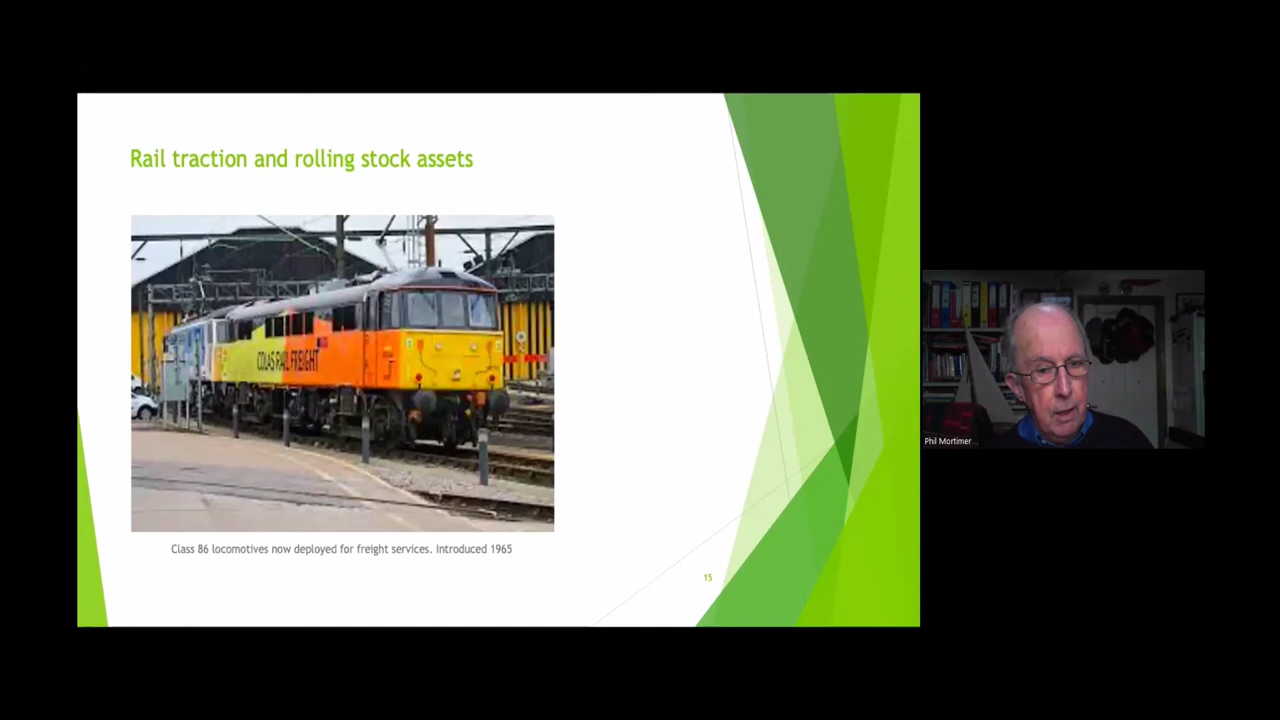 Rail traction and rolling stock assets
COLAS RAIL FREIGHT
Class 86 locomotives now deployed for freight services. Introduced 1965
15
Phil Mortimer